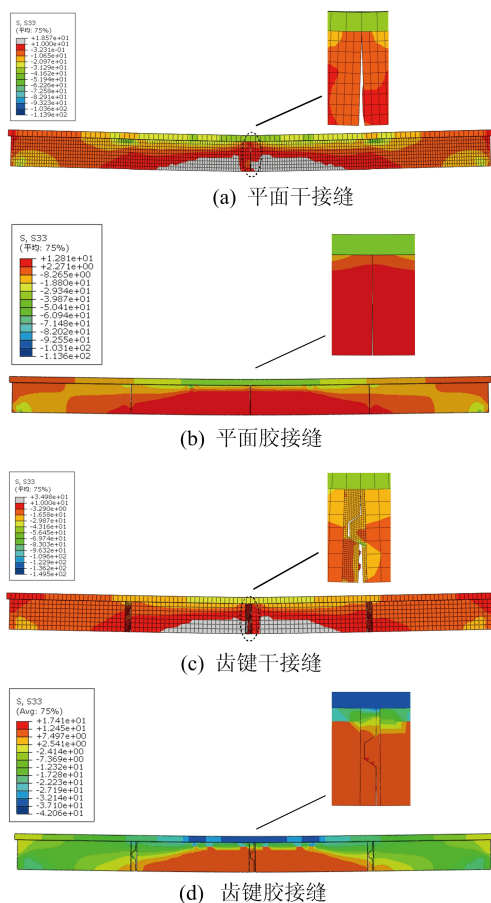 S, S33
(平均: 75%)
+1.857e+01
+1.000e+01
-3.231e-01
-1.065e+01
-2.097e+01
-3.129e+01
-4.162e+01
-5.194e+01
-6.226e+01
-7.258e+01
-8.291e+01
-9.323e+01
-1.036e+02
-1.139e+02
(a) 平面干接缝
S, S33
(平均: 75%)
+1.281e+01
+2.271e+00
-8.265e+00
-1.880e+01
-2.934e+01
-3.987e+01
-5.041e+01
-6.094e+01
-7.148e+01
-8.202e+01
-9.255e+01
-1.031e+02
-1.136e+02
(b) 平面胶接缝
S, S33
(平均: 75%)
+3.498e+01
+1.000e+01
-3.290e+00
-1.658e+01
-2.987e+01
-4.316e+01
-5.645e+01
-6.974e+01
-8.303e+01
-9.632e+01
-1.096e+02
-1.229e+02
-1.362e+02
-1.495e+02
(c) 齿键干接缝
S, S33
(Avg: 75%)
+1.741e+01
+1.245e+01
+7.497e+00
+2.541e+00
-2.414e+00
-7.369e+00
-1.232e+01
-1.728e+01
-2.223e+01
-2.719e+01
-3.214e+01
-3.710e+01
-4.206e+01
(d) 齿键胶接缝